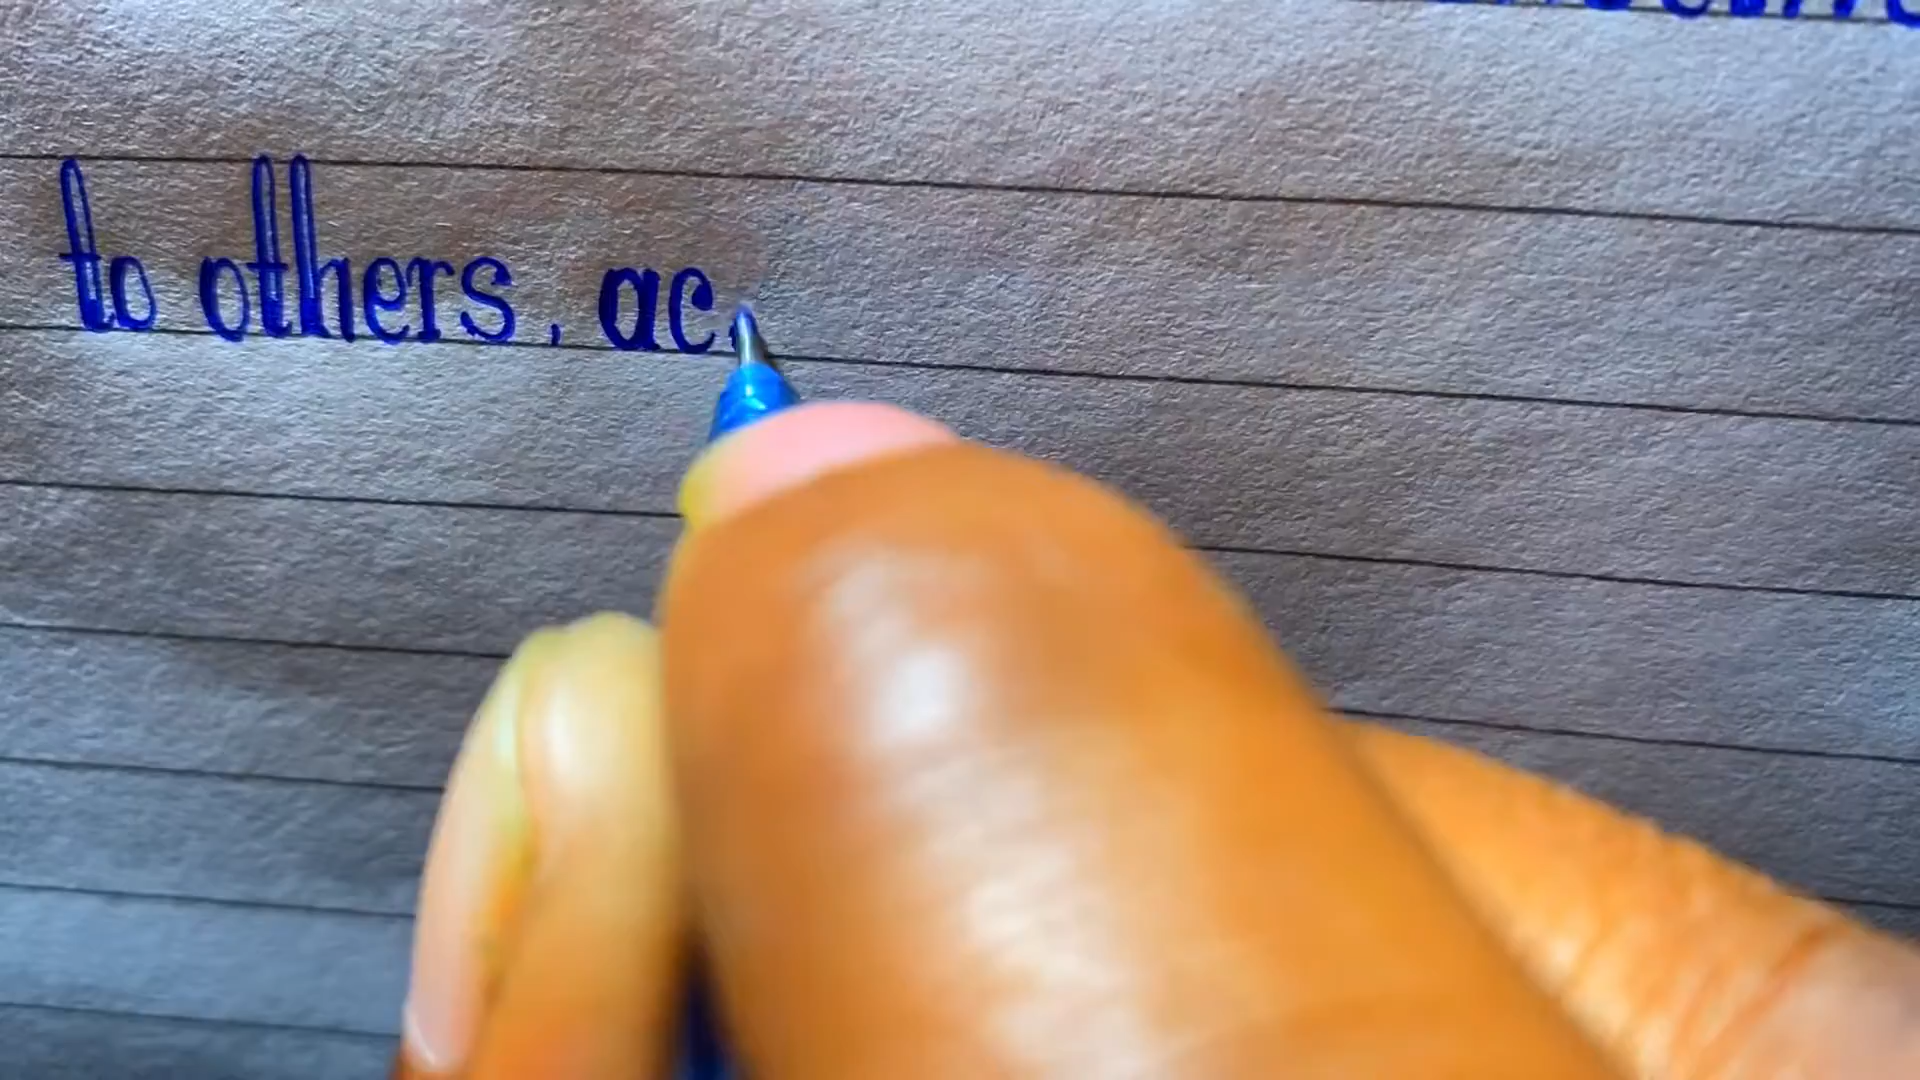 to others, ac